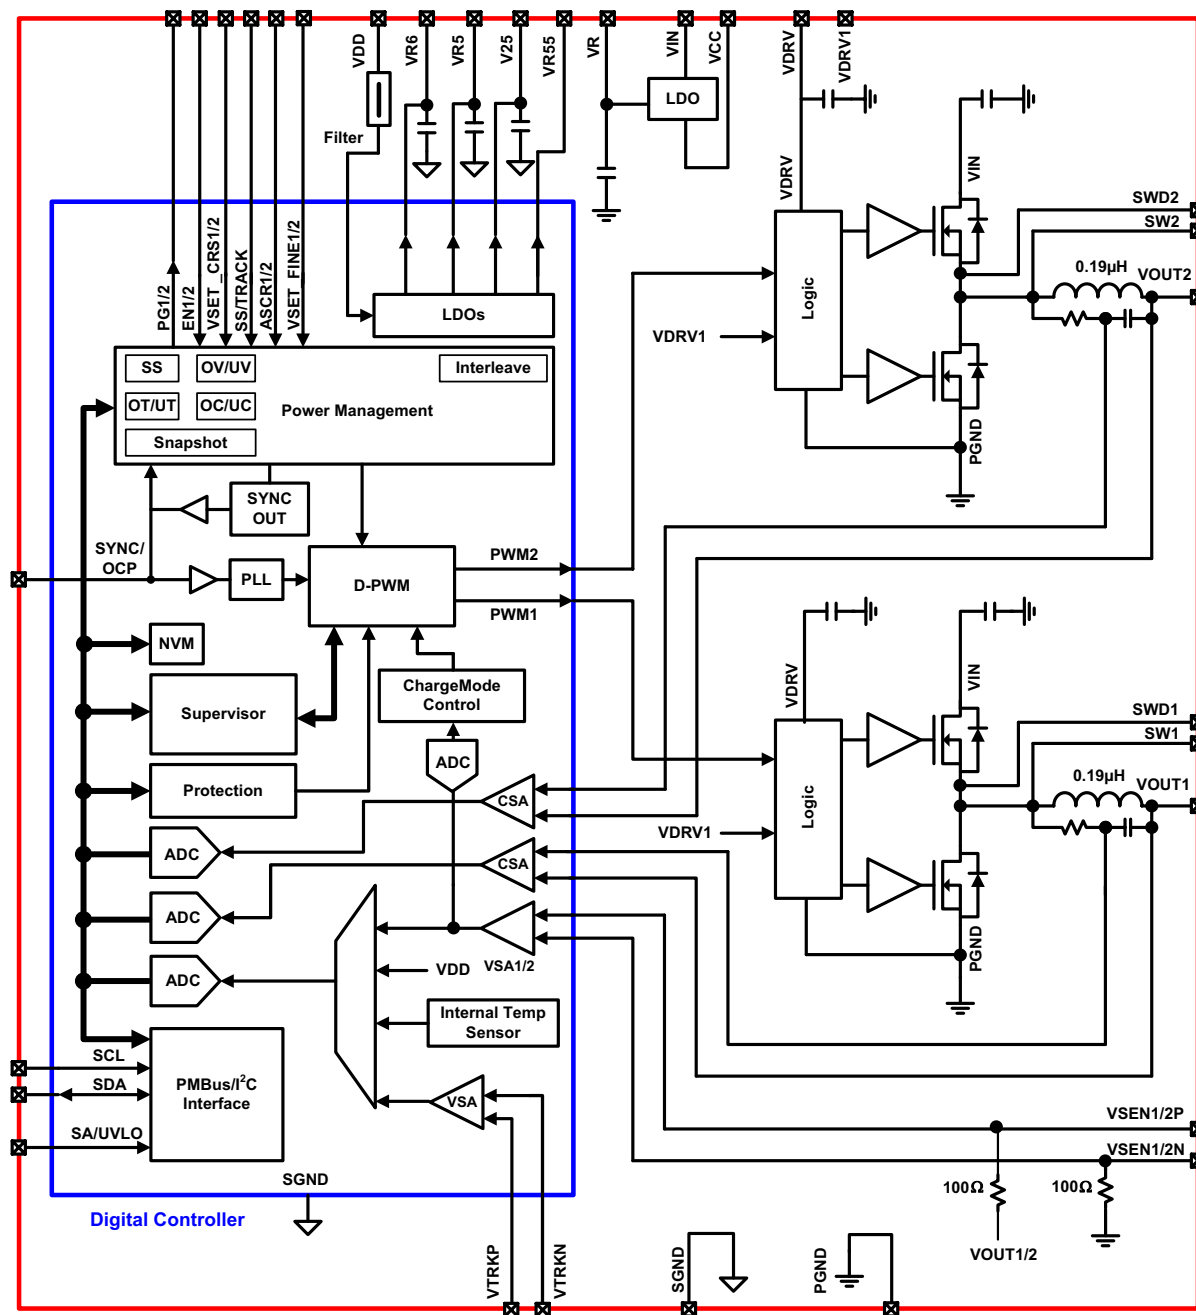 VDD
VR6
VR5
V25
VR55
VR
VIN
VCC
VDRV
VDRV1
LDO
Filter
PG1/2
EN1/2
VSET_CRS1/2
SS/TRACK
ASCR1/2
VSET_FINE1/2
LDOs
SS
OV/UV
Interleave
OT/UT
OC/UC
Power Management
Snapshot
SYNC
OUT
SYNC/
OCP
PLL
D-PWM
PWM2
PWM1
NVM
Supervisor
ChargeMode
Control
ADC
Protection
CSA
ADC
CSA
ADC
VSA1/2
ADC
VDD
Internal Temp
Sensor
VSA
SCL
SDA
SA/UVLO
PMBus/I²C
Interface
SGND
Digital Controller
VTRKP
VTRKN
SGND
PGND
VDRV
VIN
Logic
VDRV1
SWD2
SW2
0.19µH
VOUT2
PGND
VDRV
VIN
Logic
VDRV1
SWD1
SW1
0.19µH
VOUT1
PGND
VSEN1/2P
VSEN1/2N
100Ω
100Ω
VOUT1/2